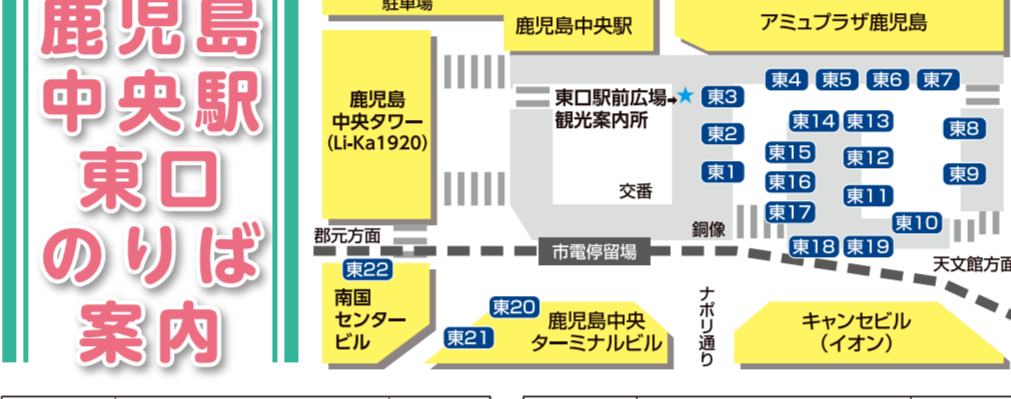 鹿児島
中央駅
東口
のりば
案内
駐車場
鹿児島中央駅
アミュプラザ鹿児島
鹿児島
中央タワー
(Li-Ka1920)
東口駅前広場→★
観光案内所
交番
銅像
東1
東2
東3
東4
東5
東6
東7
東8
東9
東10
東11
東12
東13
東14
東15
東16
東17
東18
東19
郡元方面
市電停留場
天文館方面
東22
南国
センター
ビル
東20
東21
鹿児島中央
ターミナルビル
ナポリ通り
キャンセビル
(イオン)